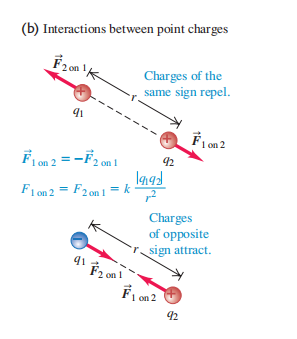 (b) Interactions between point charges
F⃗2 on 1
Charges of the
same sign repel.
r
+
q1
+
F⃗1 on 2
q2
F⃗1 on 2 = −F⃗2 on 1
F1 on 2 = F2 on 1 = k |q1q2| / r²
Charges
of opposite
sign attract.
r
−
q1
F⃗2 on 1
F⃗1 on 2
+
q2